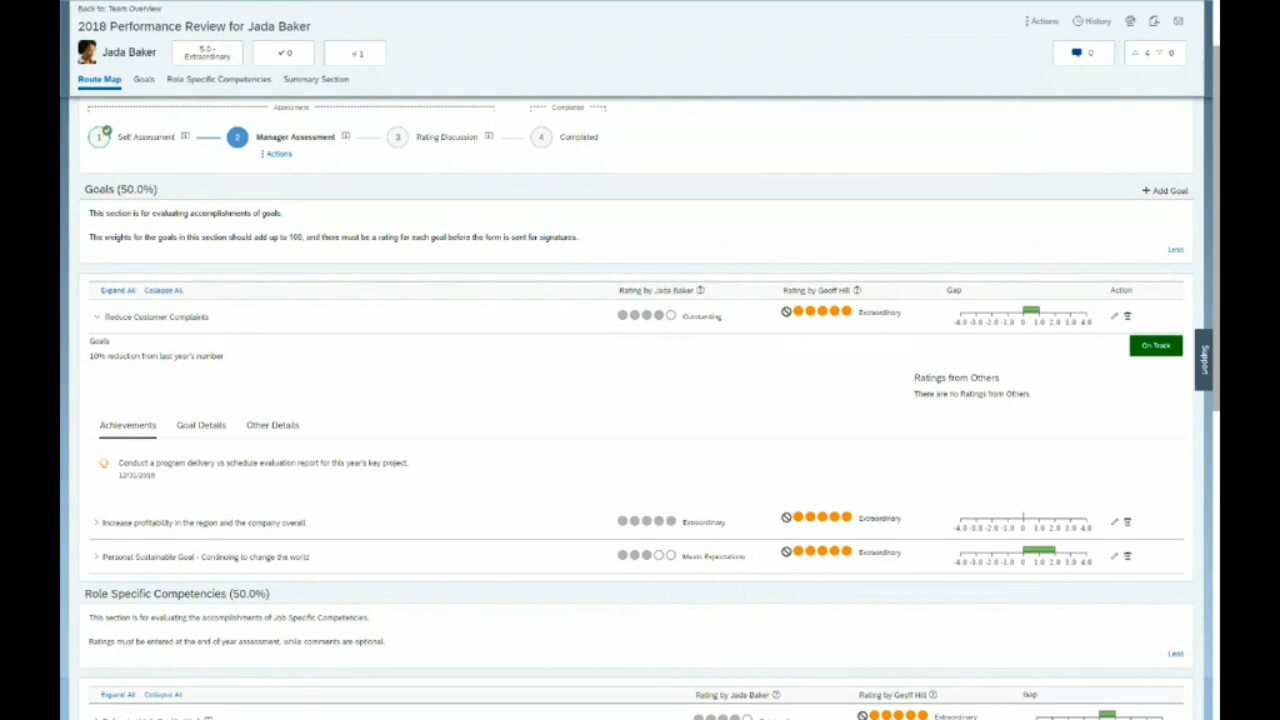 Back to: Team Overview
2018 Performance Review for Jada Baker
Actions History
Jada Baker 5.0 - Extraordinary 0 #1 0 4 0
Route Map Goals Role Specific Competencies Summary Section
Assessment Completed
1 Self Assessment 2 Manager Assessment 3 Rating Discussion 4 Completed
Actions
Goals (50.0%) + Add Goal
This section is for evaluating accomplishments of goals.
The weights for the goals in this section should add up to 100, and there must be a rating for each goal before the form is sent for signatures.
Less
Expand All Collapse All Rating by Jada Baker Rating by Geoff Hill Gap Action
Reduce Customer Complaints Outstanding Extraordinary
-4.0 -3.0 -2.0 -1.0 0 1.0 2.0 3.0 4.0
Goals
On Track
10% reduction from last year's number
Support
Ratings from Others
There are no Ratings from Others.
Achievements Goal Details Other Details
Conduct a program delivery vs schedule evaluation report for this year's key project.
12/31/2018
Increase profitability in the region and the company overall Extraordinary Extraordinary
-4.0 -3.0 -2.0 -1.0 0 1.0 2.0 3.0 4.0
Personal Sustainable Goal - Continuing to change the world Meets Expectations Extraordinary
-4.0 -3.0 -2.0 -1.0 0 1.0 2.0 3.0 4.0
Role Specific Competencies (50.0%)
This section is for evaluating the accomplishments of Job Specific Competencies.
Ratings must be entered at the end of year assessment, while comments are optional.
Less
Expand All Collapse All Rating by Jada Baker Rating by Geoff Hill Gap
Extraordinary